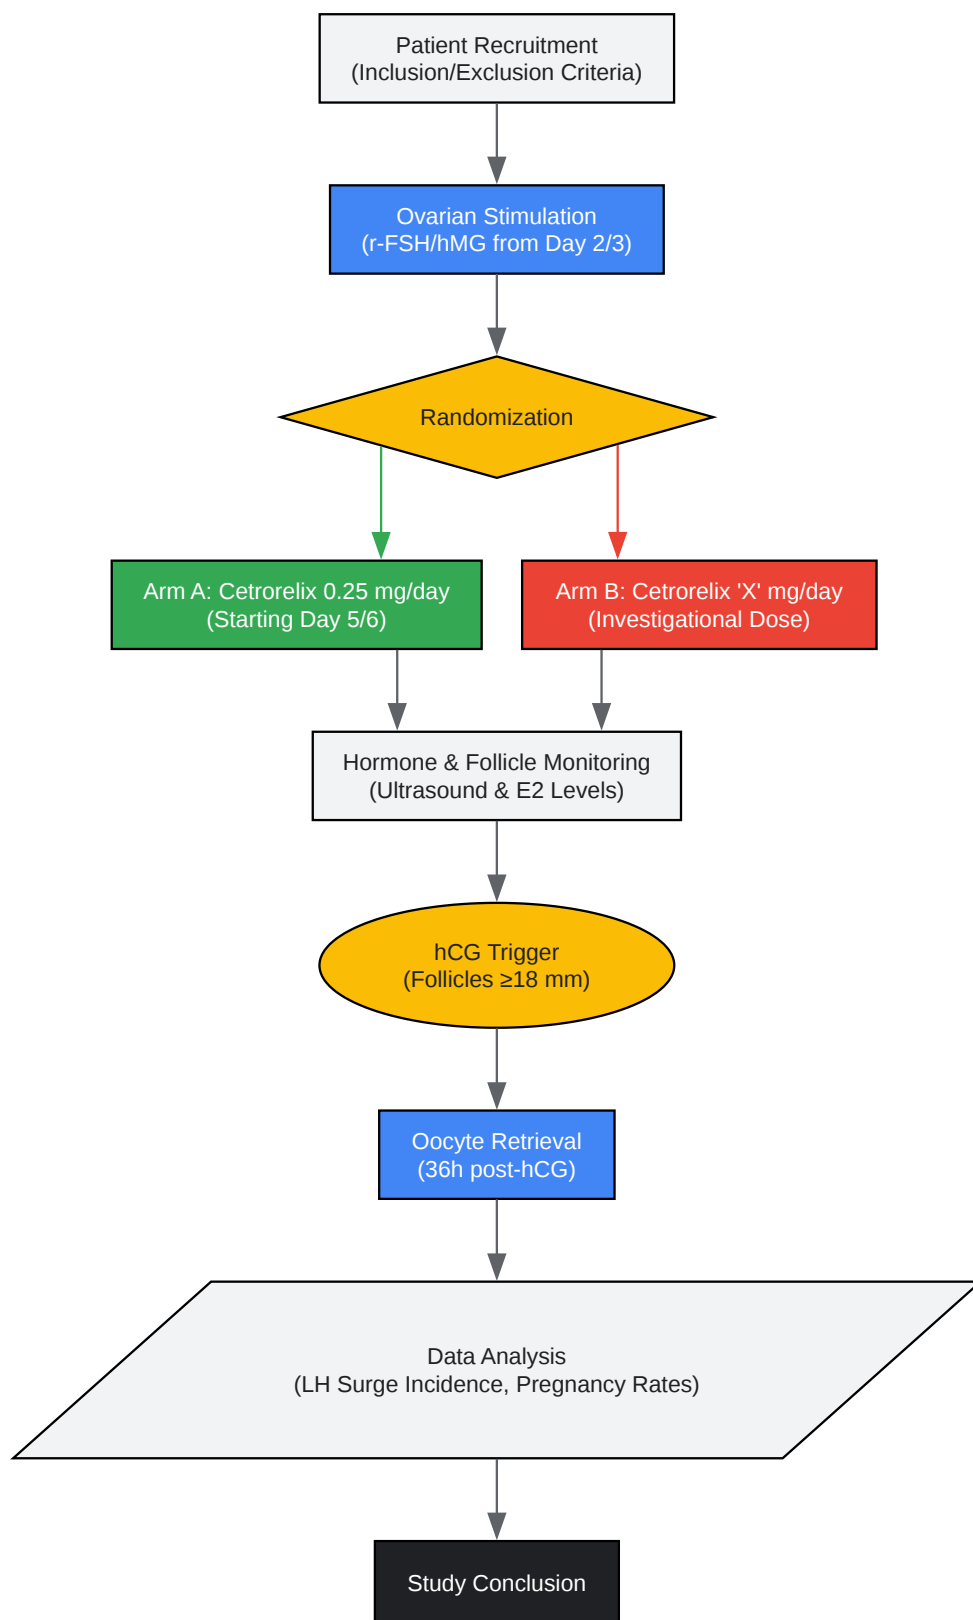 Patient Recruitment
(Inclusion/Exclusion Criteria)
Ovarian Stimulation
(r-FSH/hMG from Day 2/3)
Randomization
Arm A: Cetrorelix 0.25 mg/day
(Starting Day 5/6)
Arm B: Cetrorelix 'X' mg/day
(Investigational Dose)
Hormone & Follicle Monitoring
(Ultrasound & E2 Levels)
hCG Trigger
(Follicles ≥18 mm)
Oocyte Retrieval
(36h post-hCG)
Data Analysis
(LH Surge Incidence, Pregnancy Rates)
Study Conclusion